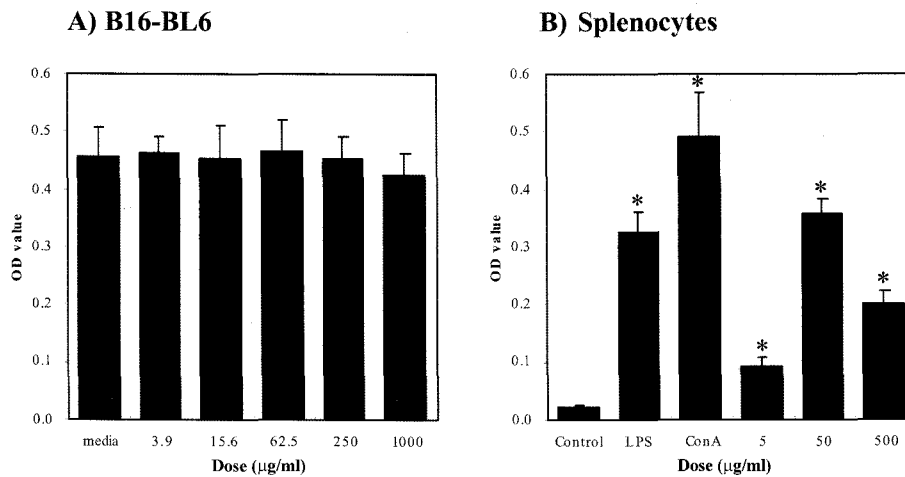 A) B16-BL6
B) Splenocytes
0.6
0.5
0.4
0.3
0.2
0.1
0.0
OD value
media 3.9 15.6 62.5 250 1000
Dose (μg/ml)
0.6
0.5
0.4
0.3
0.2
0.1
0.0
OD value
* * * * *
Control LPS ConA 5 50 500
Dose (μg/ml)